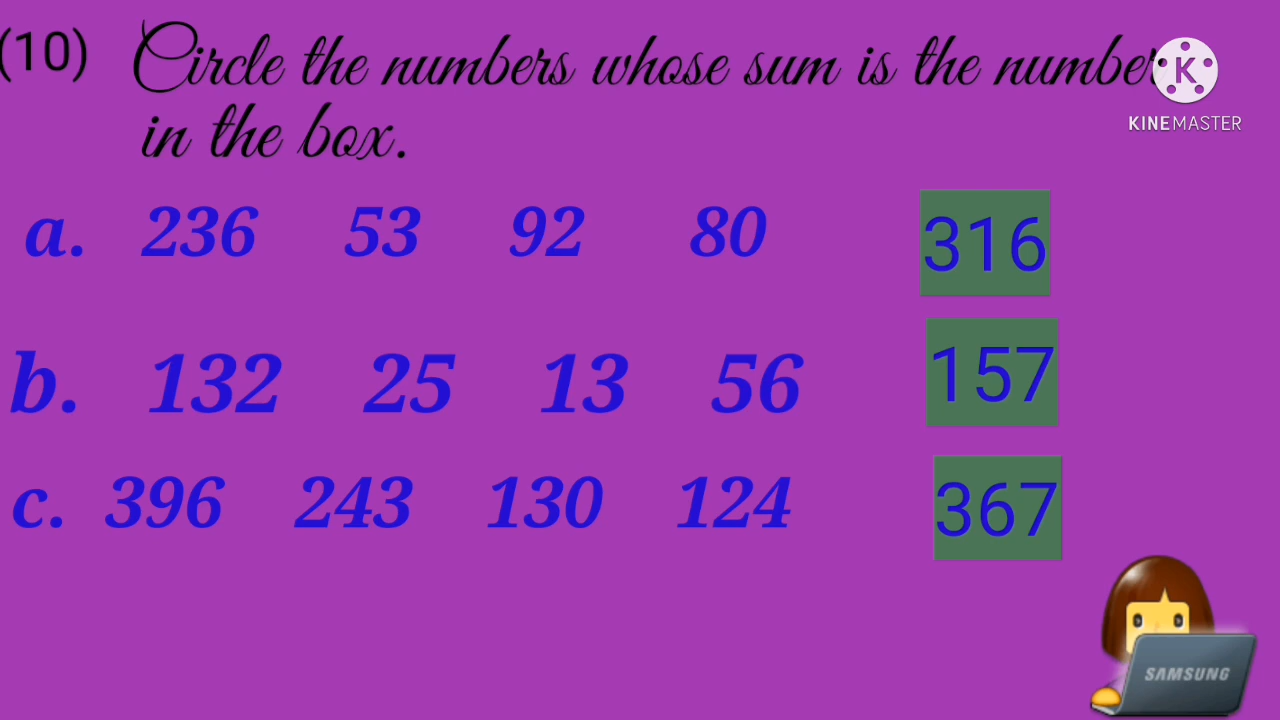 (10) Circle the numbers whose sum is the number
in the box.
KINEMASTER
a. 236 53 92 80 316
b. 132 25 13 56 157
c. 396 243 130 124 367
SAMSUNG